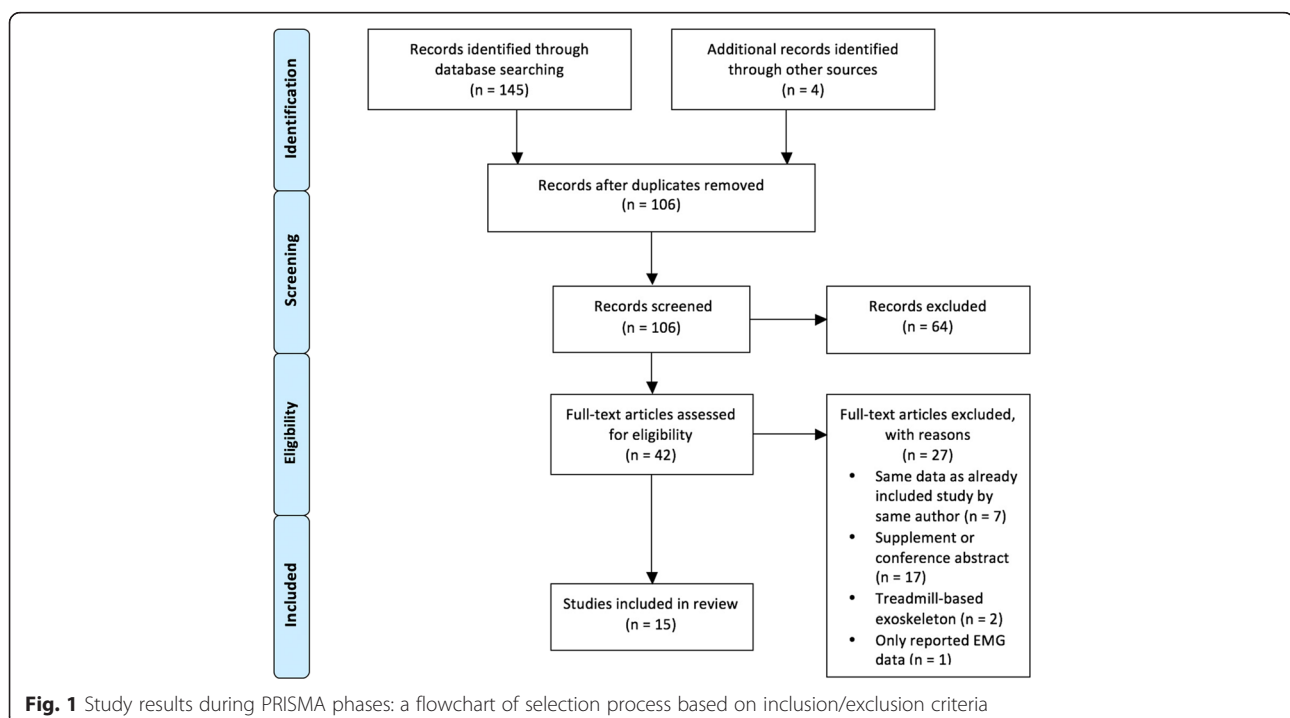 Identification
Records identified through
database searching
(n = 145)
Additional records identified
through other sources
(n = 4)
Records after duplicates removed
(n = 106)
Screening
Records screened
(n = 106)
Records excluded
(n = 64)
Eligibility
Full-text articles assessed
for eligibility
(n = 42)
Full-text articles excluded,
with reasons
(n = 27)
• Same data as already
included study by
same author (n = 7)
• Supplement or
conference abstract
(n = 17)
• Treadmill-based
exoskeleton (n = 2)
• Only reported EMG
data (n = 1)
Included
Studies included in review
(n = 15)
Fig. 1 Study results during PRISMA phases: a flowchart of selection process based on inclusion/exclusion criteria